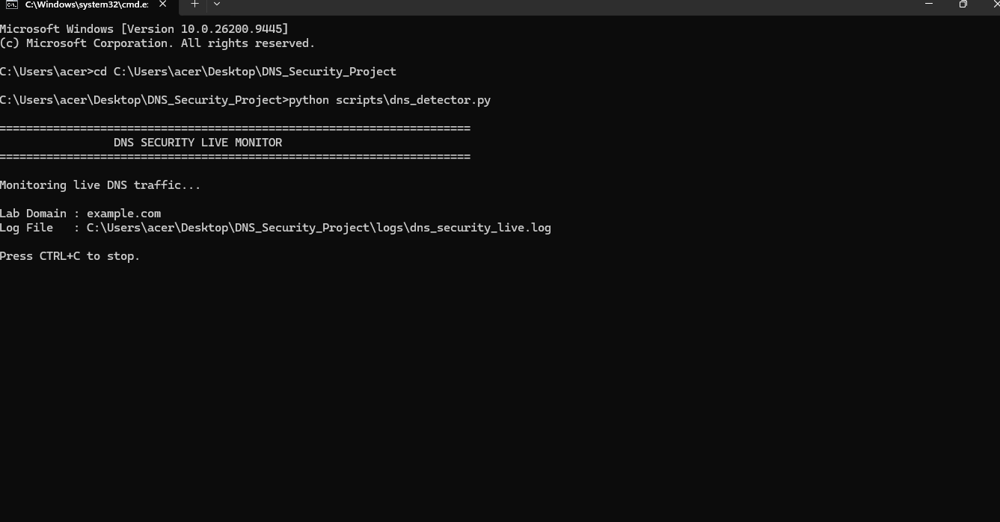 C:\Windows\system32\cmd.e:
Microsoft Windows [Version 10.0.26200.9445]
(c) Microsoft Corporation. All rights reserved.
C:\Users\acer>cd C:\Users\acer\Desktop\DNS_Security_Project
C:\Users\acer\Desktop\DNS_Security_Project>python scripts\dns_detector.py
======================================================================
DNS SECURITY LIVE MONITOR
======================================================================
Monitoring live DNS traffic...
Lab Domain : example.com
Log File   : C:\Users\acer\Desktop\DNS_Security_Project\logs\dns_security_live.log
Press CTRL+C to stop.